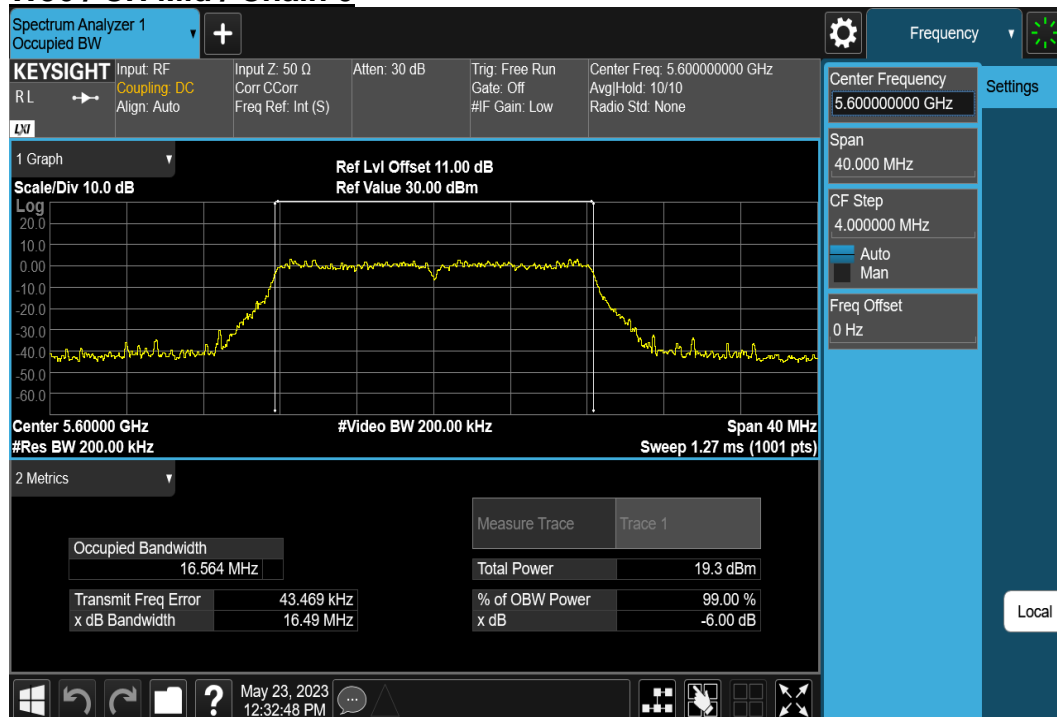 Spectrum Analyzer 1
Occupied BW
Frequency
KEYSIGHT
R L
LXI
Input: RF
Coupling: DC
Align: Auto
Input Z: 50 Ω
Corr CCorr
Freq Ref: Int (S)
Atten: 30 dB
Trig: Free Run
Gate: Off
#IF Gain: Low
Center Freq: 5.600000000 GHz
Avg|Hold: 10/10
Radio Std: None
Center Frequency
5.600000000 GHz
Settings
Span
40.000 MHz
CF Step
4.000000 MHz
Auto
Man
Freq Offset
0 Hz
Local
1 Graph
Scale/Div 10.0 dB
Ref Lvl Offset 11.00 dB
Ref Value 30.00 dBm
Log
20.0
10.0
0.00
-10.0
-20.0
-30.0
-40.0
-50.0
-60.0
Center 5.60000 GHz
#Res BW 200.00 kHz
#Video BW 200.00 kHz
Span 40 MHz
Sweep 1.27 ms (1001 pts)
2 Metrics
Measure Trace Trace 1
Occupied Bandwidth
16.564 MHz
Total Power 19.3 dBm
Transmit Freq Error 43.469 kHz
% of OBW Power 99.00 %
x dB Bandwidth 16.49 MHz
x dB -6.00 dB
?
May 23, 2023
12:32:48 PM